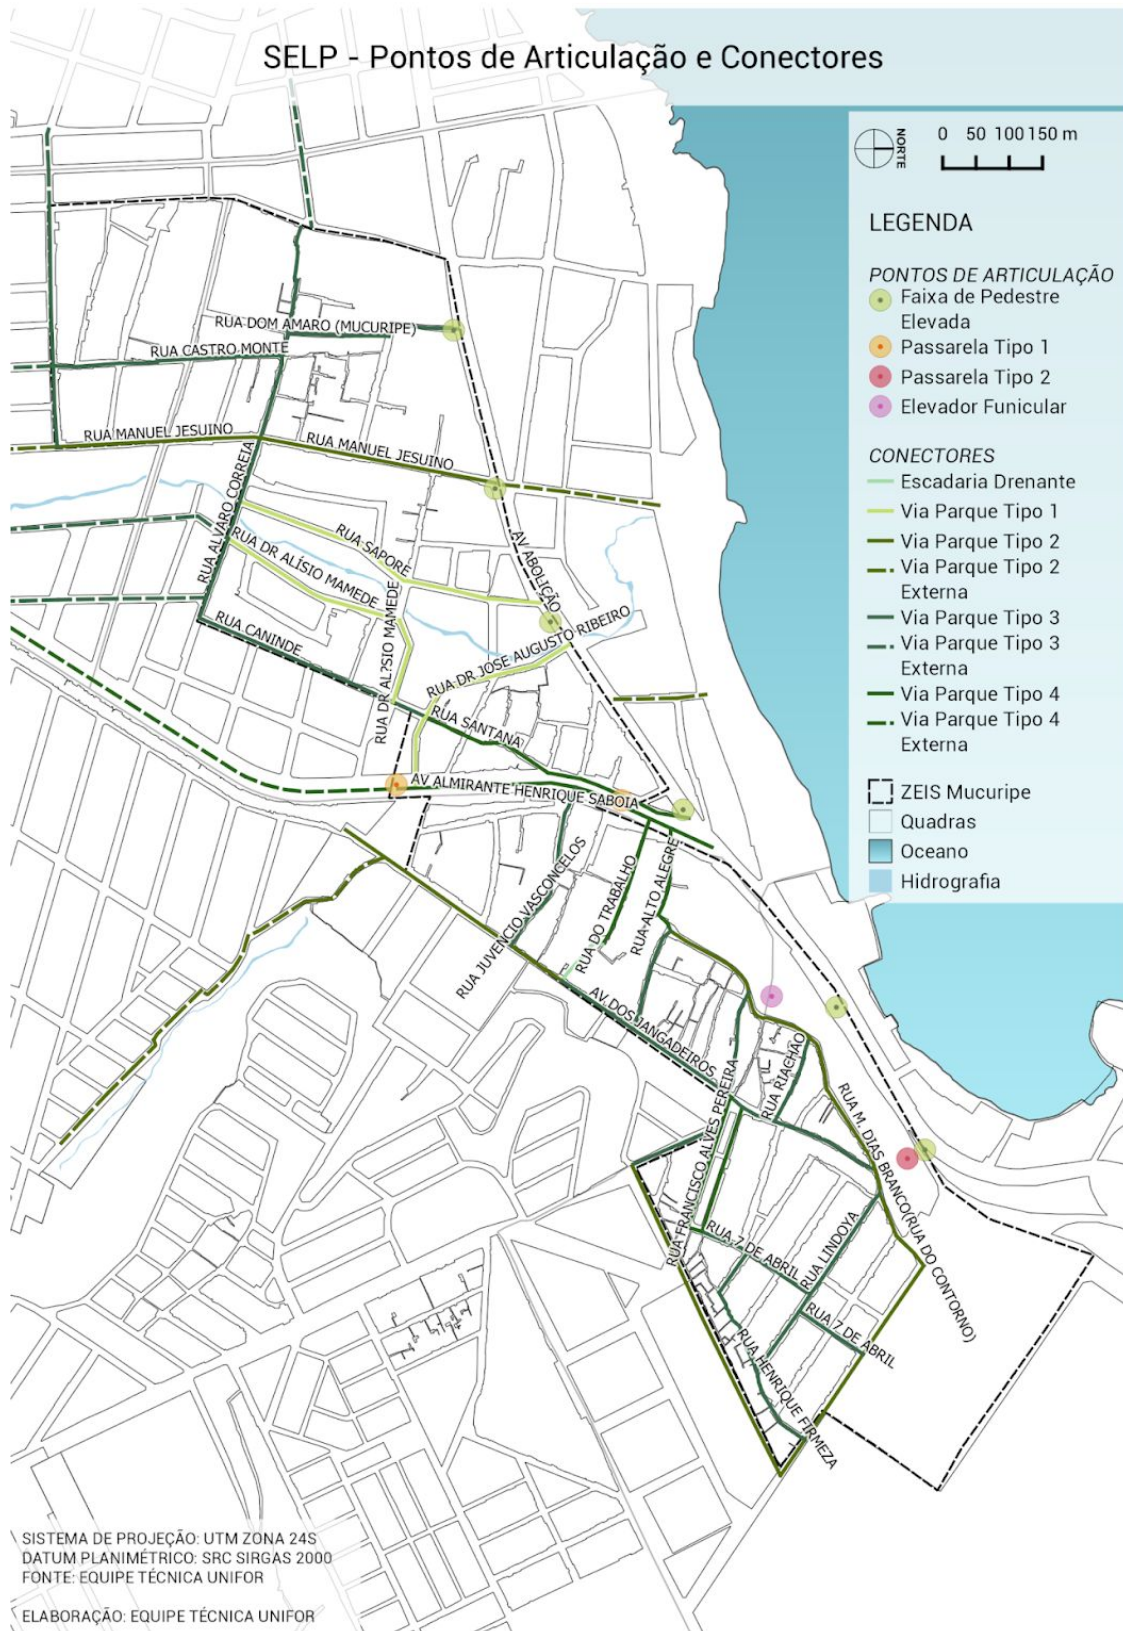 SELP - Pontos de Articulação e Conectores
NORTE
0 50 100 150 m
LEGENDA
PONTOS DE ARTICULAÇÃO
Faixa de Pedestre
Elevada
Passarela Tipo 1
Passarela Tipo 2
Elevador Funicular
CONECTORES
Escadaria Drenante
Via Parque Tipo 1
Via Parque Tipo 2
Via Parque Tipo 2
Externa
Via Parque Tipo 3
Via Parque Tipo 3
Externa
Via Parque Tipo 4
Via Parque Tipo 4
Externa
ZEIS Mucuripe
Quadras
Oceano
Hidrografia
RUA DOM AMARO (MUCURIPE)
RUA CASTRO MONTE
RUA MANUEL JESUINO
RUA MANUEL JESUINO
RUA ALVARO CORREIA
RUA SAPORE
AV ABOLIÇÃO
RUA DR ALÍSIO MAMEDE
RUA DR AL?SIO MAMEDE
RUA CANINDE
RUA DR JOSE AUGUSTO RIBEIRO
RUA SANTANA
AV ALMIRANTE HENRIQUE SABOIA
RUA JUVENCIO VASCONCELOS
RUA DO TRABALHO
RUA ALTO ALEGRE
AV. DOS JANGADEIROS
RUA FRANCISCO ALVES PEREIRA
RUA RIACHÃO
RUA M. DIAS BRANCO(RUA DO CONTORNO)
RUA 7 DE ABRIL
RUA LINDOYA
RUA 7 DE ABRIL
RUA HENRIQUE FIRMEZA
SISTEMA DE PROJEÇÃO: UTM ZONA 24S
DATUM PLANIMÉTRICO: SRC SIRGAS 2000
FONTE: EQUIPE TÉCNICA UNIFOR
ELABORAÇÃO: EQUIPE TÉCNICA UNIFOR